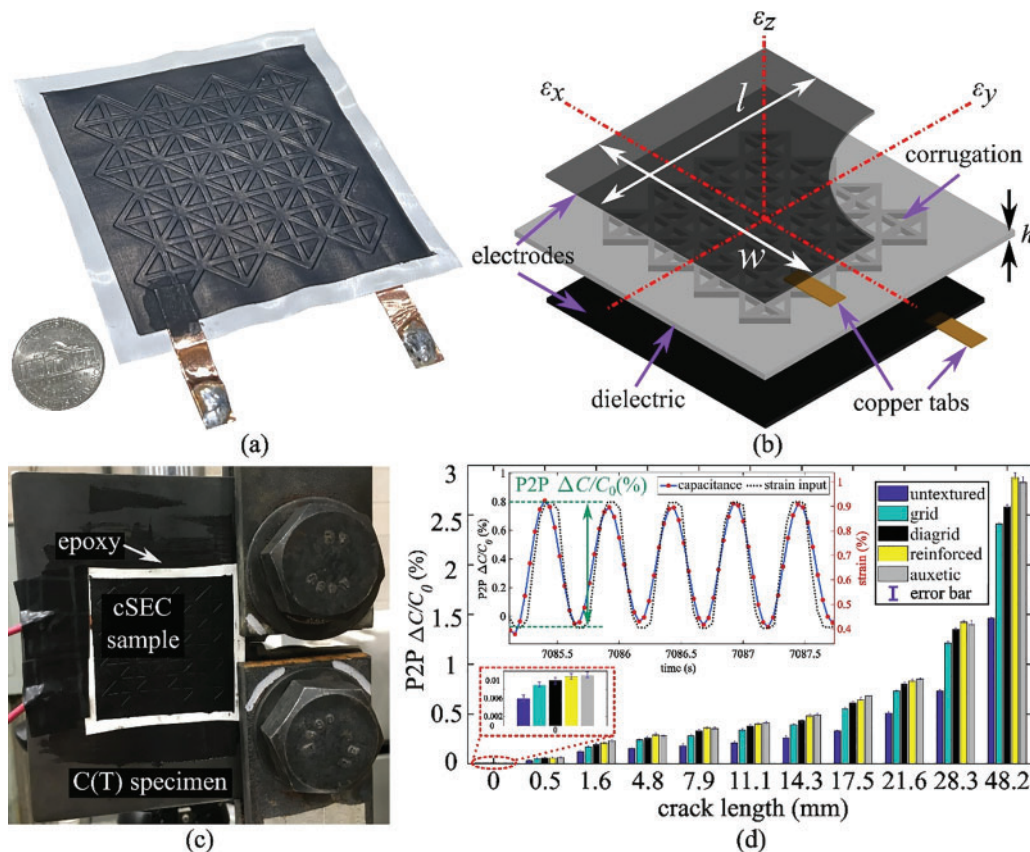 (a)
ε_z
ε_x
ε_y
l
w
h
corrugation
electrodes
dielectric
copper tabs
(b)
epoxy
cSEC
sample
C(T) specimen
(c)
P2P ΔC/C₀ (%)
3
2.5
2
1.5
1
0.5
0
P2P ΔC/C₀(%)
capacitance
strain input
P2P ΔC/C₀ (%)
0.8
0.6
0.4
0.2
0
strain (%)
0.9
0.8
0.7
0.6
0.5
0.4
7085.5 7086 7086.5 7087 7087.5
time (s)
untextured
grid
diagrid
reinforced
auxetic
error bar
0.01
0.006
0.002
0
0
0 0.5 1.6 4.8 7.9 11.1 14.3 17.5 21.6 28.3 48.2
crack length (mm)
(d)